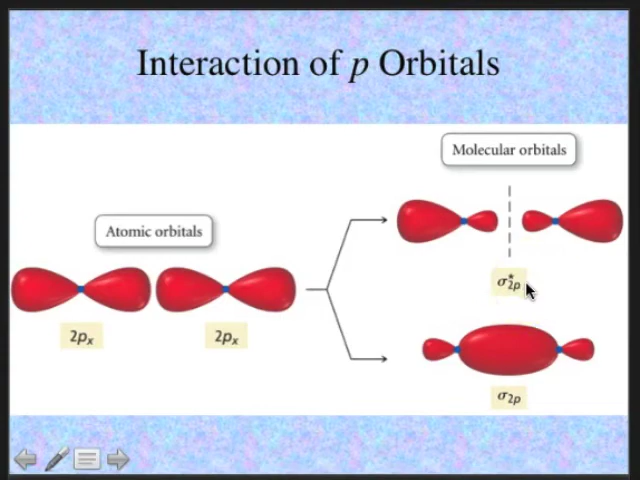 Interaction of p Orbitals
Molecular orbitals
Atomic orbitals
σ*2p
2px
2px
σ2p